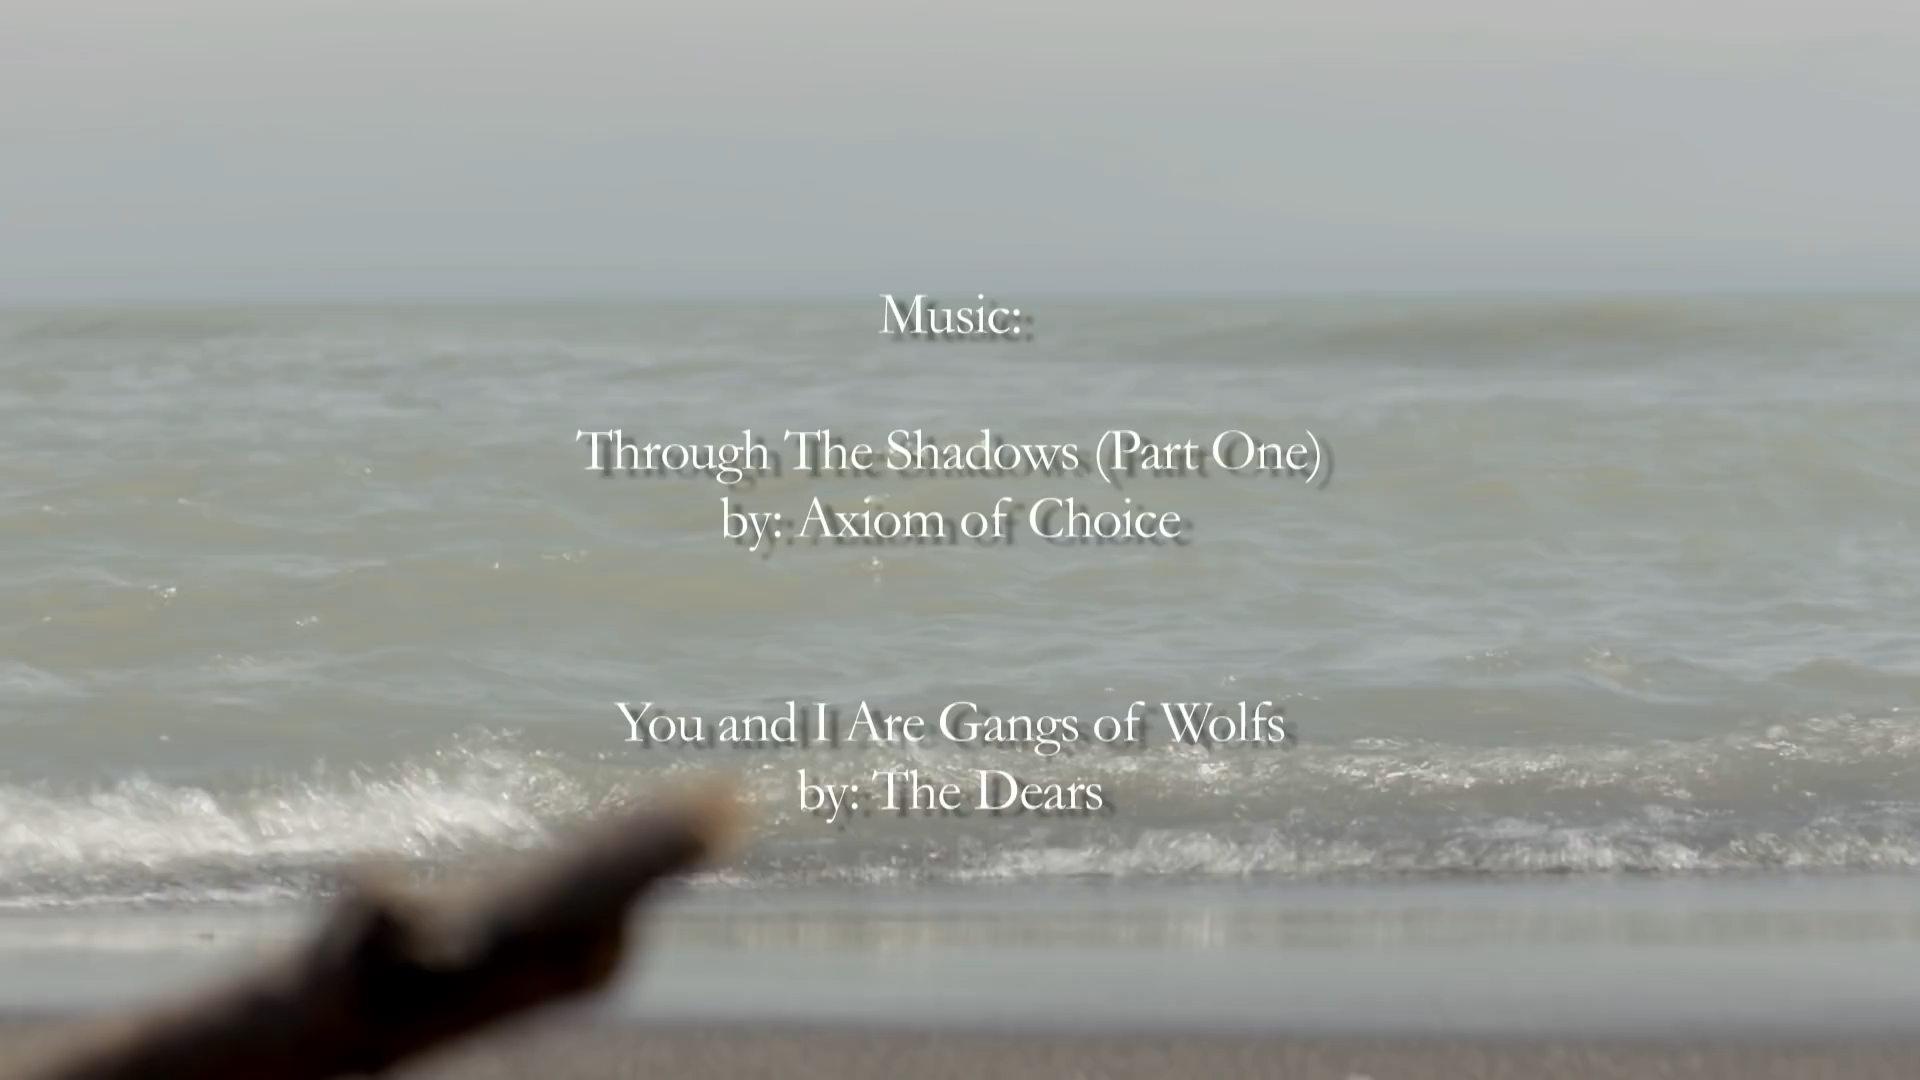 Music:
Through The Shadows (Part One)
by: Axiom of Choice
You and I Are Gangs of Wolfs
by: The Dears